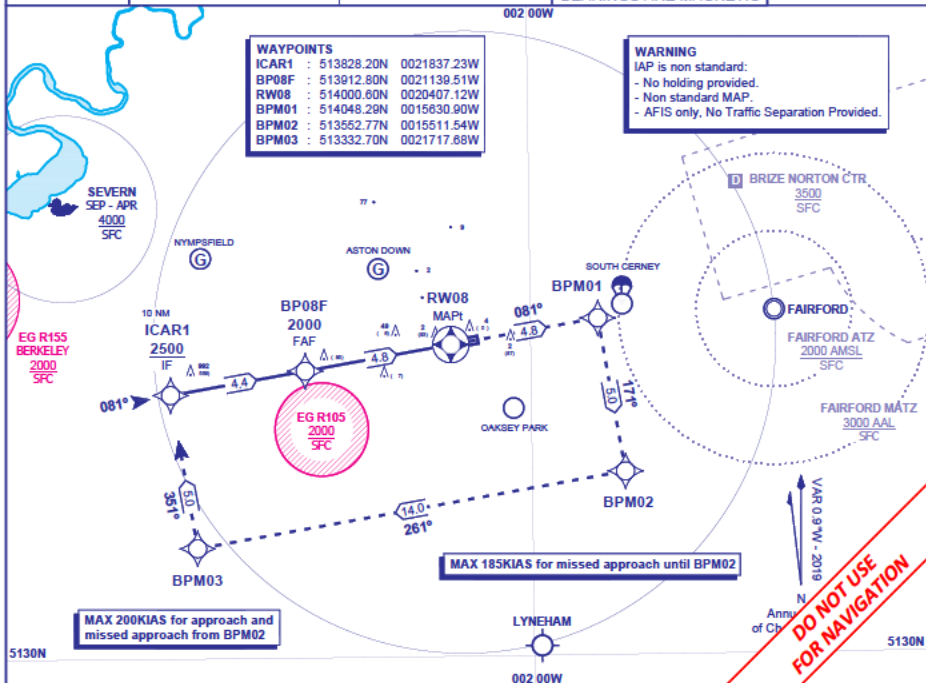 002 00W
WAYPOINTS
ICAR1 : 513828.20N 0021837.23W
BP08F : 513912.80N 0021139.51W
RW08 : 514000.60N 0020407.12W
BPM01 : 514048.29N 0015630.90W
BPM02 : 513552.77N 0015511.54W
BPM03 : 513332.70N 0021717.68W
WARNING
IAP is non standard:
- No holding provided.
- Non standard MAP.
- AFIS only, No Traffic Separation Provided.
D BRIZE NORTON CTR
3500
SFC
SEVERN
SEP - APR
4000
SFC
NYMPSFIELD
G
ASTON DOWN
G
SOUTH CERNEY
EG R155
BERKELEY
2000
SFC
10 NM
ICAR1
2500
IF
BP08F
2000
FAF
RW08
MAPt
BPM01
081º
4.8
FAIRFORD
FAIRFORD ATZ
2000 AMSL
SFC
FAIRFORD MATZ
3000 AAL
SFC
081º
4.4
4.8
EG R105
2000
SFC
OAKSEY PARK
171º
5.0
BPM02
14.0
261º
351º
5.0
BPM03
VAR 0.9°W - 2019
N
MAX 185KIAS for missed approach until BPM02
MAX 200KIAS for approach and
missed approach from BPM02
LYNEHAM
DO NOT USE
FOR NAVIGATION
5130N
5130N
002 00W